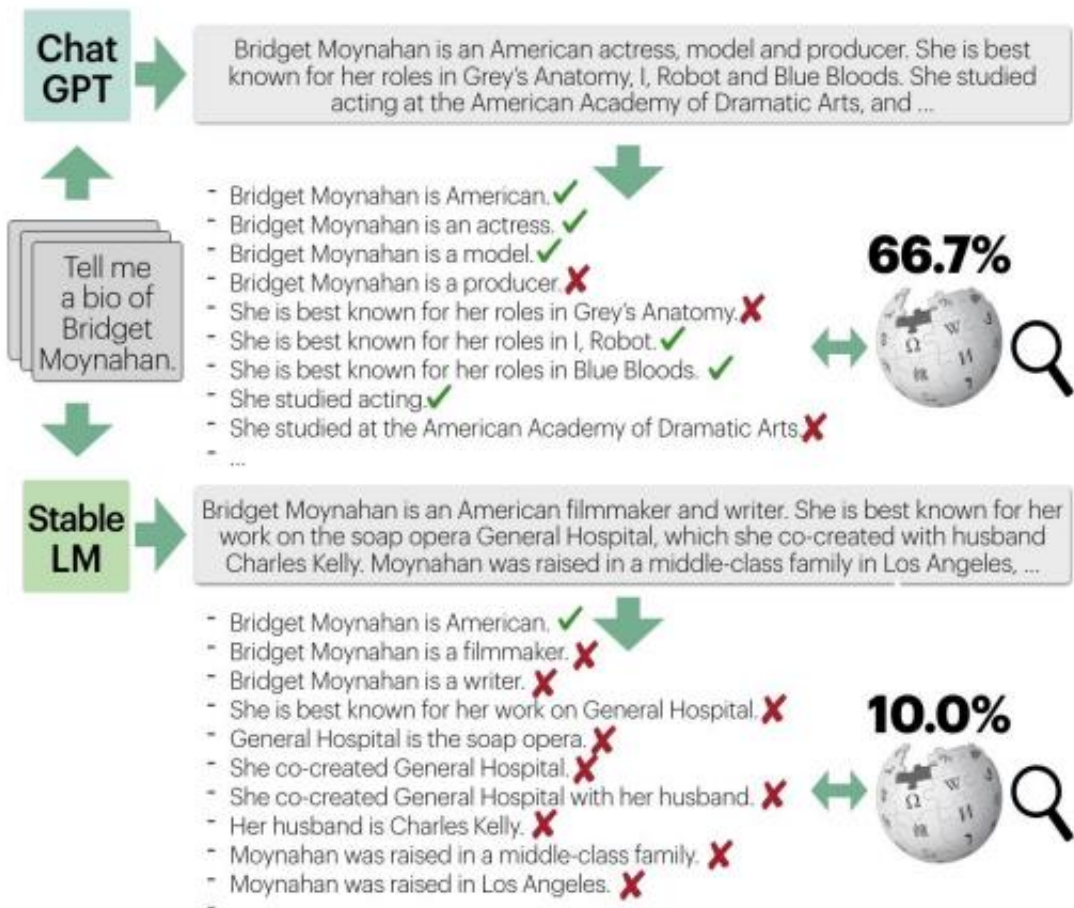 Chat
GPT
Bridget Moynahan is an American actress, model and producer. She is best
known for her roles in Grey's Anatomy, I, Robot and Blue Bloods. She studied
acting at the American Academy of Dramatic Arts, and ...
Tell me
a bio of
Bridget
Moynahan.
- Bridget Moynahan is American. ✓
- Bridget Moynahan is an actress. ✓
- Bridget Moynahan is a model. ✓
- Bridget Moynahan is a producer. ✗
- She is best known for her roles in Grey's Anatomy. ✗
- She is best known for her roles in I, Robot. ✓
- She is best known for her roles in Blue Bloods. ✓
- She studied acting. ✓
- She studied at the American Academy of Dramatic Arts. ✗
- ...
66.7%
Ω W И
Stable
LM
Bridget Moynahan is an American filmmaker and writer. She is best known for her
work on the soap opera General Hospital, which she co-created with husband
Charles Kelly. Moynahan was raised in a middle-class family in Los Angeles, ...
- Bridget Moynahan is American. ✓
- Bridget Moynahan is a filmmaker. ✗
- Bridget Moynahan is a writer. ✗
- She is best known for her work on General Hospital. ✗
- General Hospital is the soap opera. ✗
- She co-created General Hospital. ✗
- She co-created General Hospital with her husband. ✗
- Her husband is Charles Kelly. ✗
- Moynahan was raised in a middle-class family. ✗
- Moynahan was raised in Los Angeles. ✗
10.0%
Ω W И